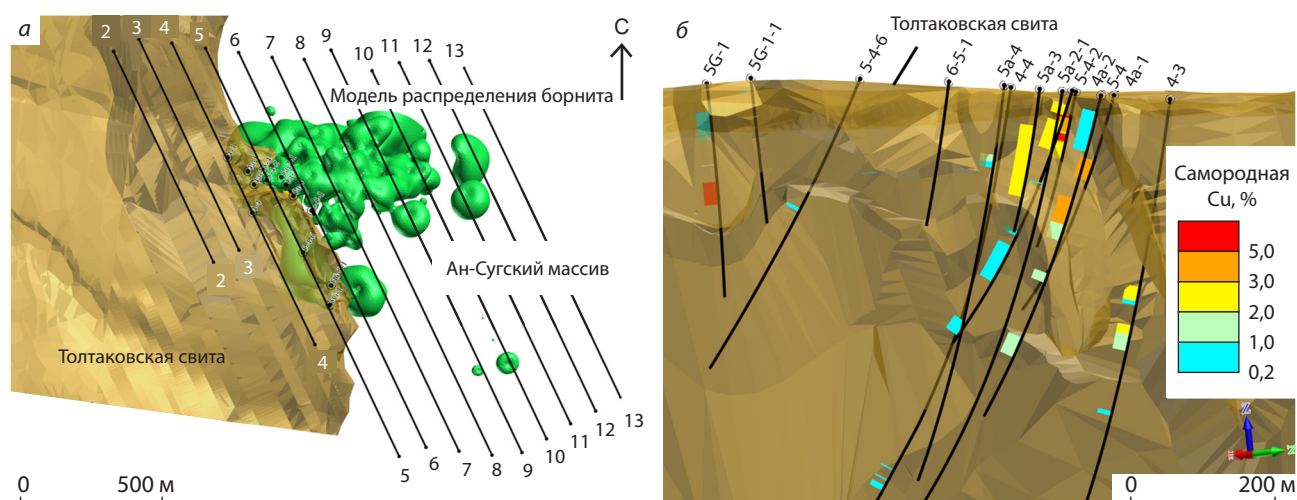 а
2 3 4 5 6 7 8 9 10 11 12 13
С
Модель распределения борнита
Ан-Сугский массив
Толтаковская свита
2 3 4
5 6 7 8 9 10 11 12 13
0 500 м
б
Толтаковская свита
5G-1 5G-1-1 5-4-6 6-5-1 5a-4 4-4 5a-3 5a-2-1 5-4-2 4a-2 5-4 4a-1 4-3
Самородная
Cu, %
5,0
3,0
2,0
1,0
0,2
Z
0 200 м